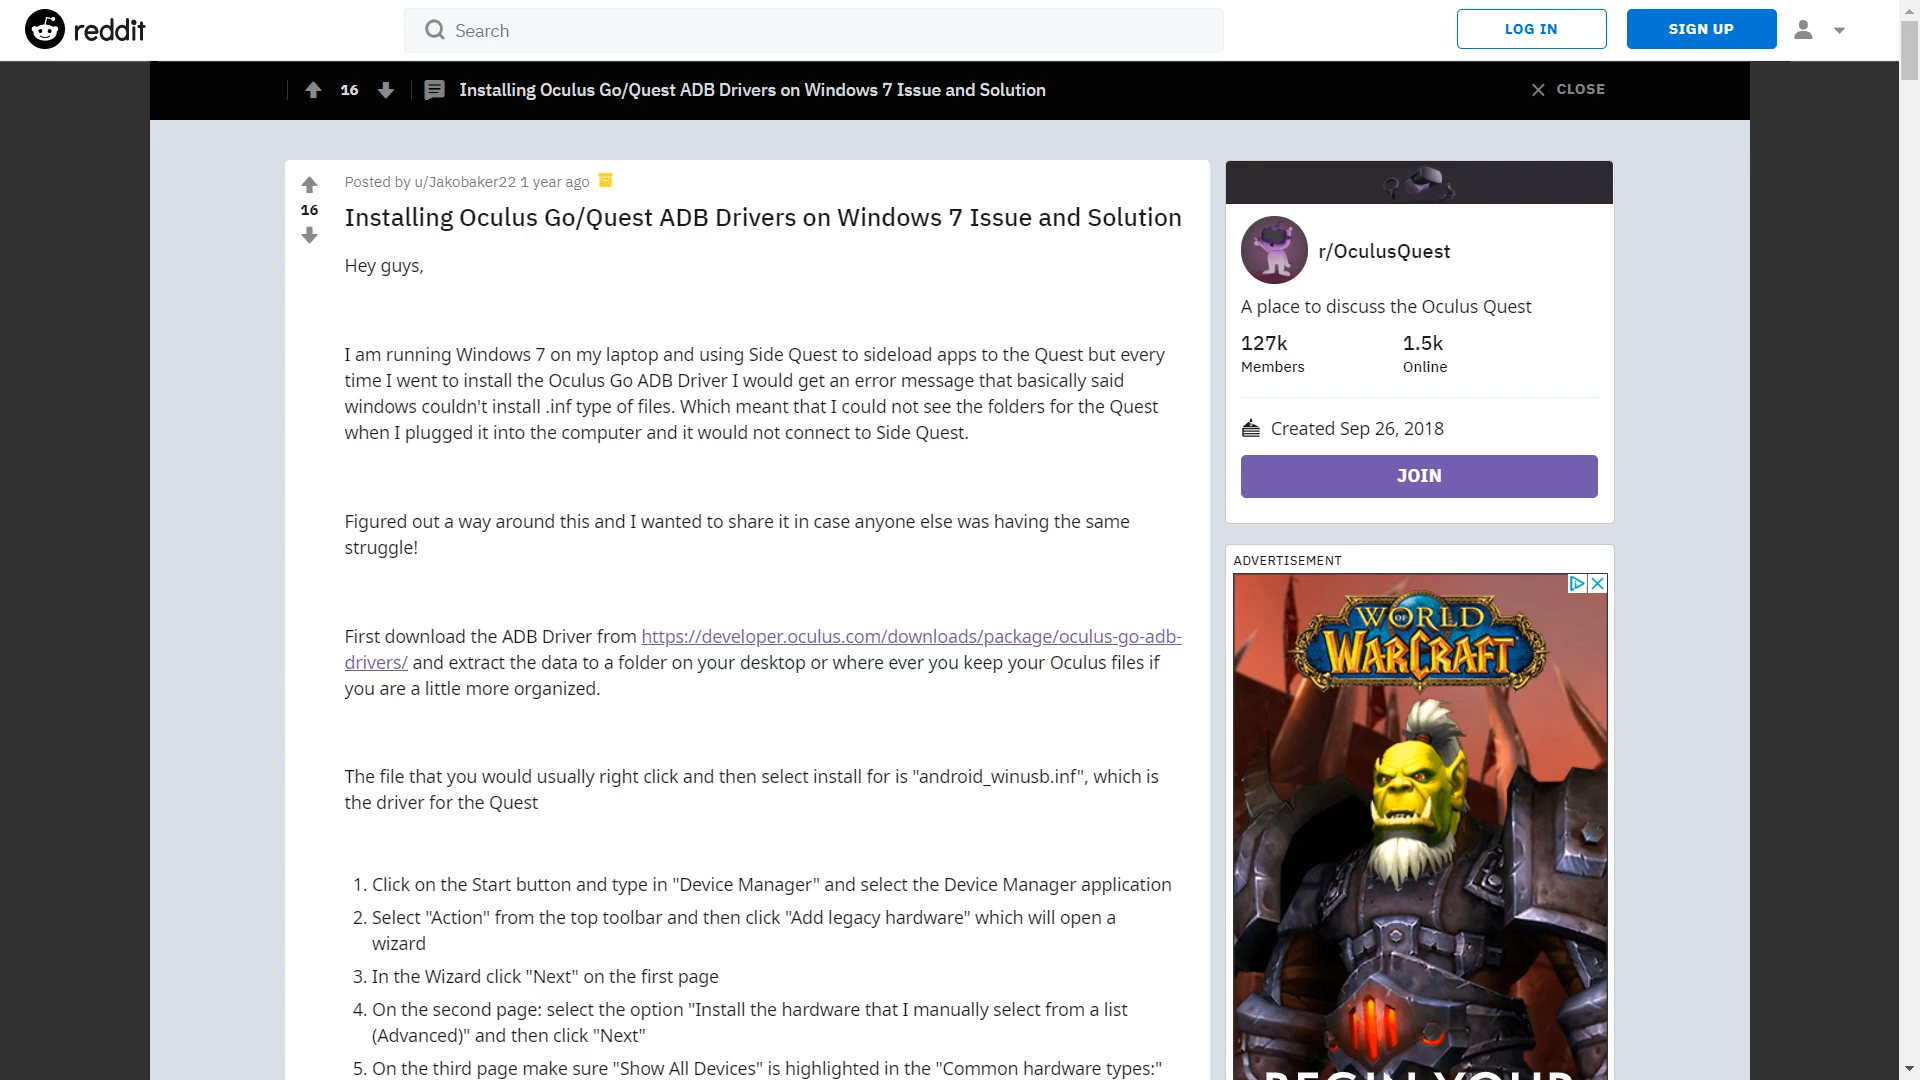 reddit
Search
LOG IN
SIGN UP
16
Installing Oculus Go/Quest ADB Drivers on Windows 7 Issue and Solution
CLOSE
Posted by u/Jakobaker22 1 year ago
16
Installing Oculus Go/Quest ADB Drivers on Windows 7 Issue and Solution
Hey guys,
I am running Windows 7 on my laptop and using Side Quest to sideload apps to the Quest but every
time I went to install the Oculus Go ADB Driver I would get an error message that basically said
windows couldn't install .inf type of files. Which meant that I could not see the folders for the Quest
when I plugged it into the computer and it would not connect to Side Quest.
Figured out a way around this and I wanted to share it in case anyone else was having the same
struggle!
First download the ADB Driver from https://developer.oculus.com/downloads/package/oculus-go-adb-
drivers/ and extract the data to a folder on your desktop or where ever you keep your Oculus files if
you are a little more organized.
The file that you would usually right click and then select install for is "android_winusb.inf", which is
the driver for the Quest
1. Click on the Start button and type in "Device Manager" and select the Device Manager application
2. Select "Action" from the top toolbar and then click "Add legacy hardware" which will open a
wizard
3. In the Wizard click "Next" on the first page
4. On the second page: select the option "Install the hardware that I manually select from a list
(Advanced)" and then click "Next"
5. On the third page make sure "Show All Devices" is highlighted in the "Common hardware types:"
r/OculusQuest
A place to discuss the Oculus Quest
127k
Members
1.5k
Online
Created Sep 26, 2018
JOIN
ADVERTISEMENT
WORLD
OF
WARCRAFT
BEGIN YOUR